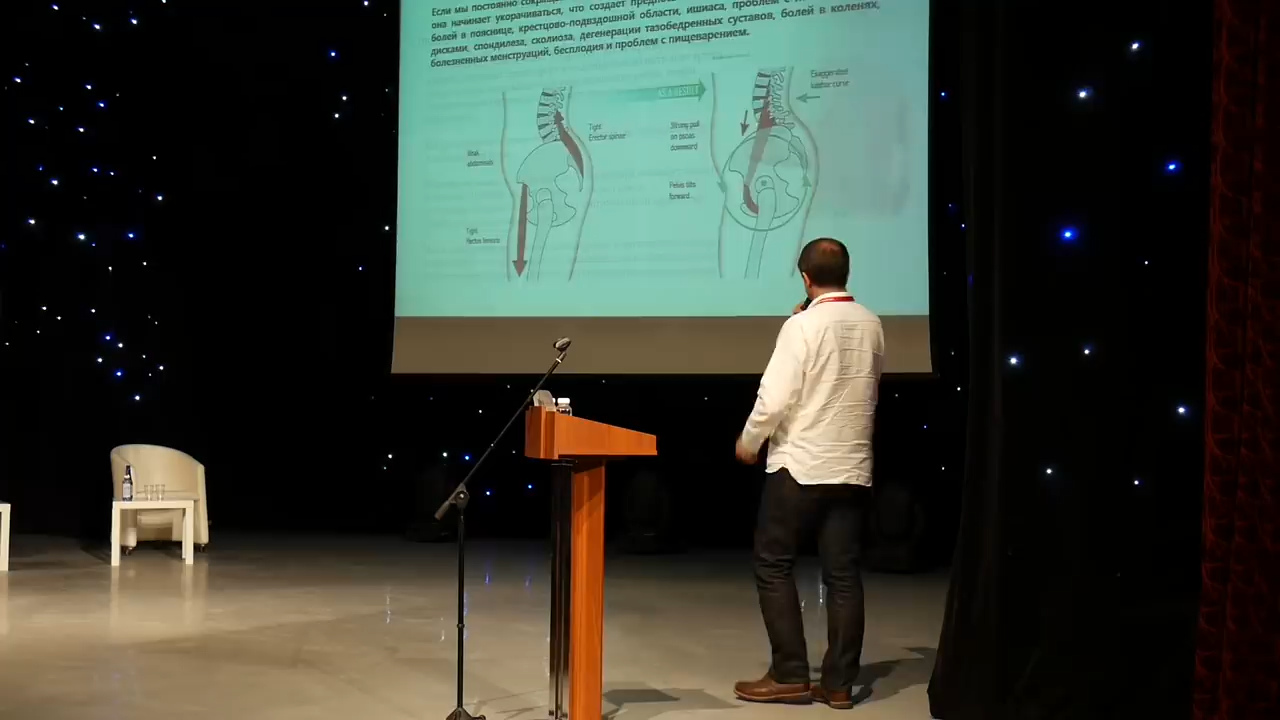 Если мы постоянно
она начинает укорачиваться, что создает
болей в пояснице, крестцово-подвздошной области, ишиаса, проблем с
дисками, спондилеза, сколиоза, дегенерации тазобедренных суставов, болей в коленях,
болезненных менструаций, бесплодия и проблем с пищеварением.
AS A RESULT
Exaggerated
lumbar curve
Tight
Erector spinae
Strong pull
on psoas
downward
Weak
abdominals
Pelvis tilts
forward
Tight
Rectus femoris